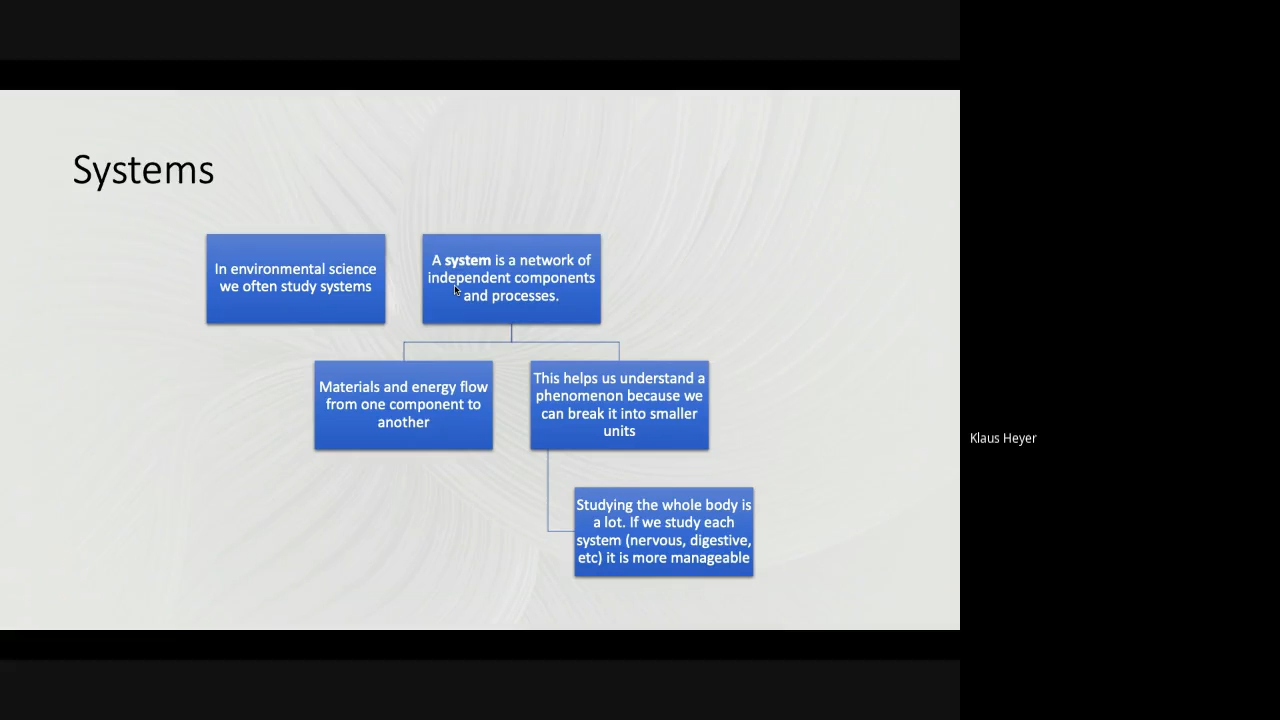 Systems
In environmental science
we often study systems
A system is a network of
independent components
and processes.
Materials and energy flow
from one component to
another
This helps us understand a
phenomenon because we
can break it into smaller
units
Studying the whole body is
a lot. If we study each
system (nervous, digestive,
etc) it is more manageable
Klaus Heyer